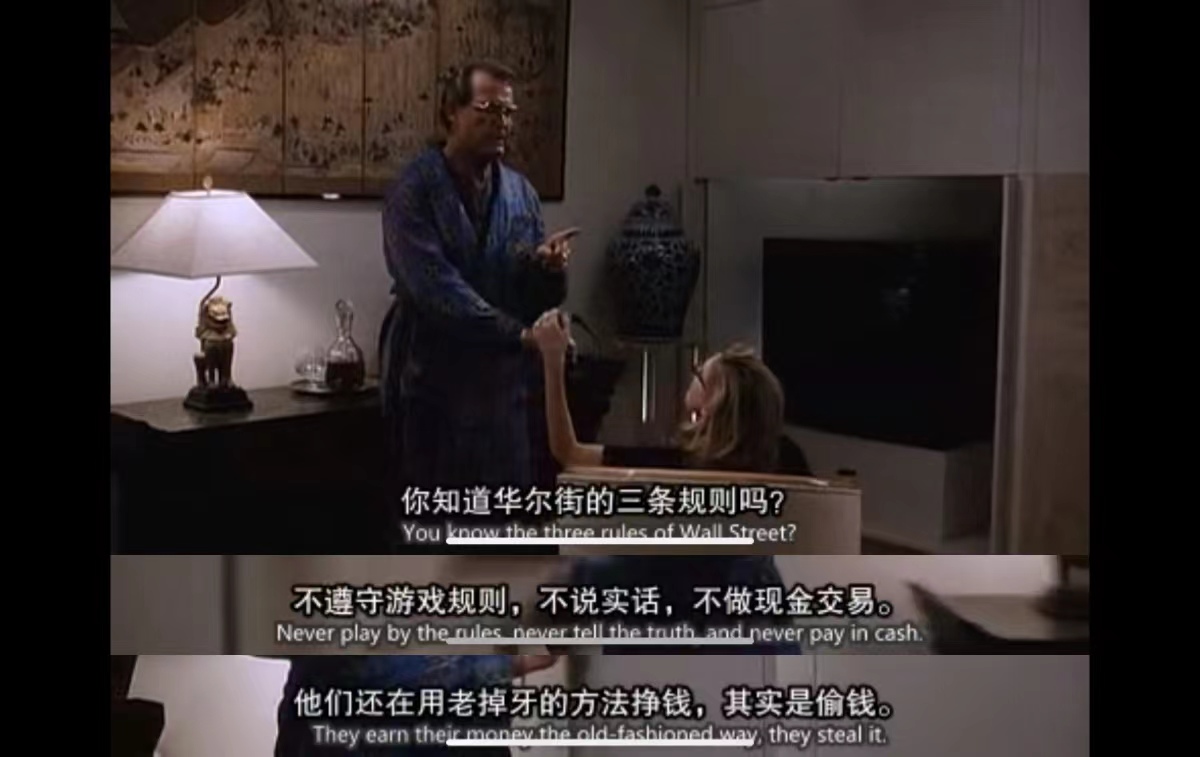 你知道华尔街的三条规则吗?
You know the three rules of Wall Street?
不遵守游戏规则，不说实话，不做现金交易。
Never play by the rules, never tell the truth, and never pay in cash.
他们还在用老掉牙的方法挣钱，其实是偷钱。
They earn their money the old-fashioned way, they steal it.